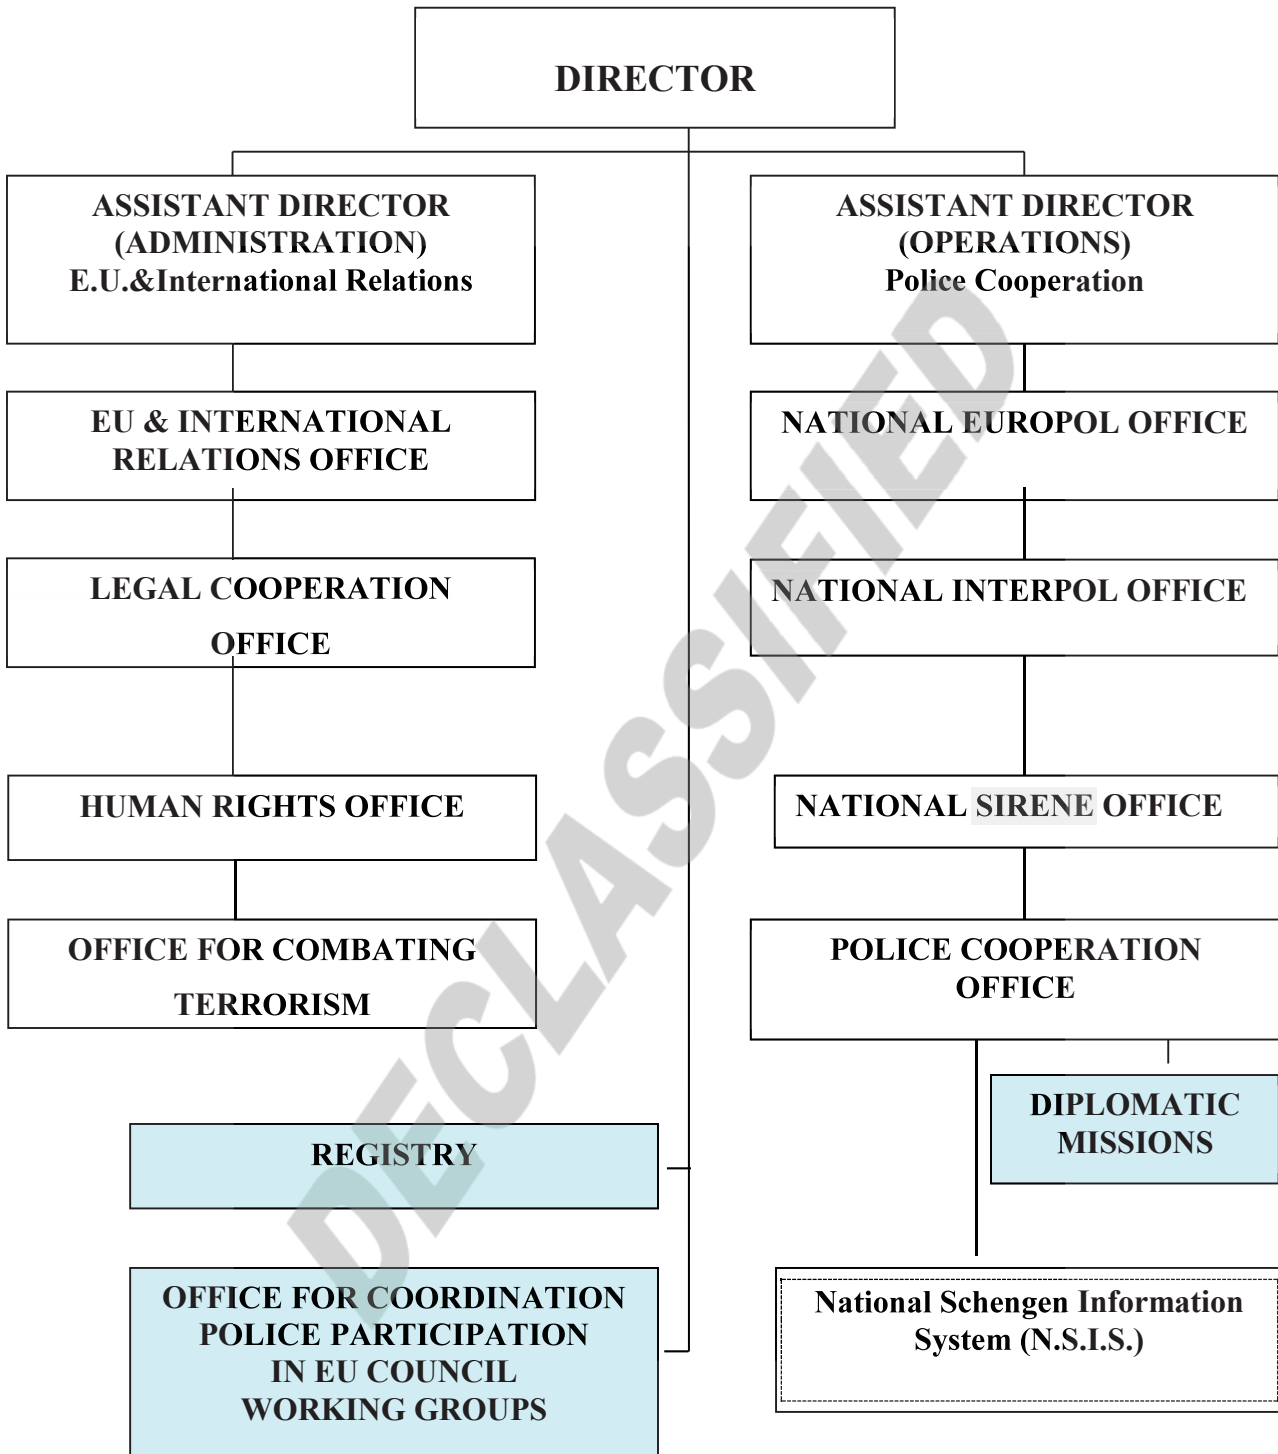 DIRECTOR
ASSISTANT DIRECTOR
(ADMINISTRATION)
E.U.&International Relations
ASSISTANT DIRECTOR
(OPERATIONS)
Police Cooperation
EU & INTERNATIONAL
RELATIONS OFFICE
NATIONAL EUROPOL OFFICE
LEGAL COOPERATION
OFFICE
NATIONAL INTERPOL OFFICE
HUMAN RIGHTS OFFICE
NATIONAL SIRENE OFFICE
OFFICE FOR COMBATING
TERRORISM
POLICE COOPERATION
OFFICE
DIPLOMATIC
MISSIONS
REGISTRY
OFFICE FOR COORDINATION
POLICE PARTICIPATION
IN EU COUNCIL
WORKING GROUPS
National Schengen Information
System (N.S.I.S.)
DECLASSIFIED